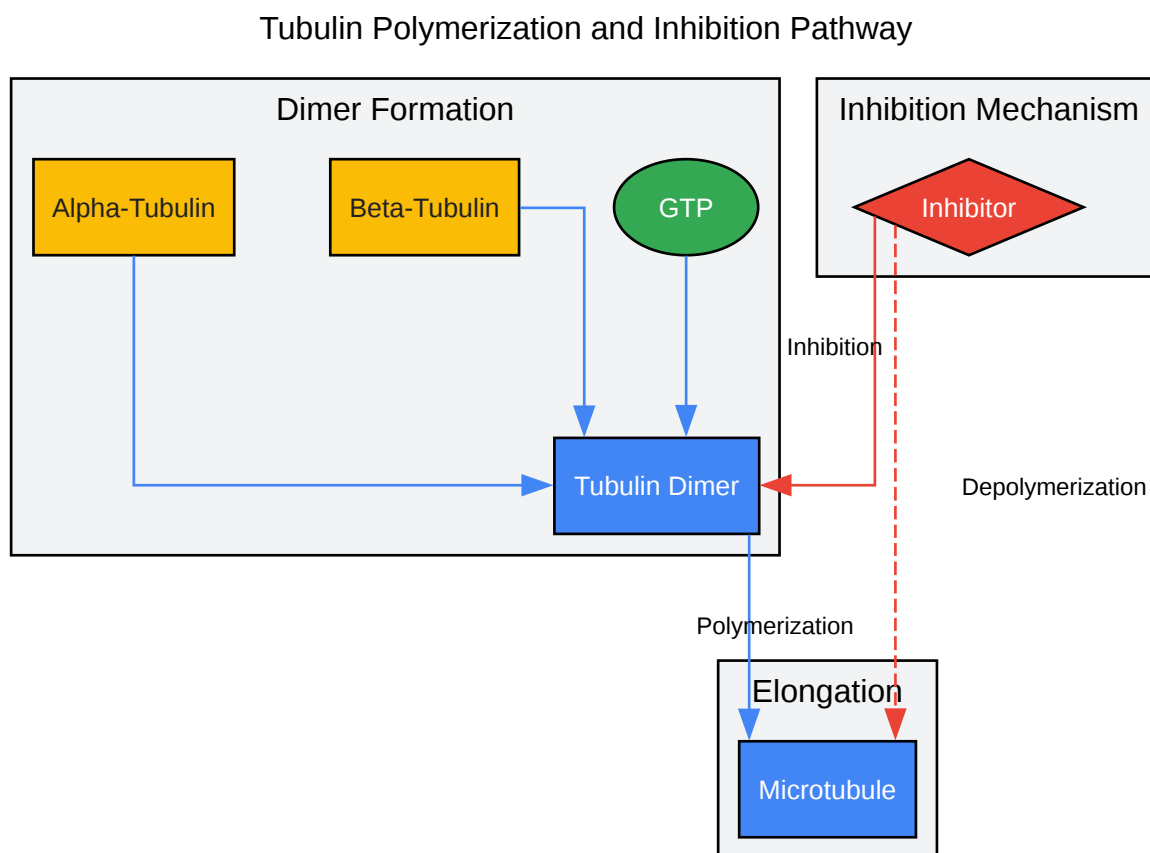 Tubulin Polymerization and Inhibition Pathway
Dimer Formation
Inhibition Mechanism
Alpha-Tubulin
Beta-Tubulin
GTP
Inhibitor
Inhibition
Tubulin Dimer
Depolymerization
Polymerization
Elongation
Microtubule